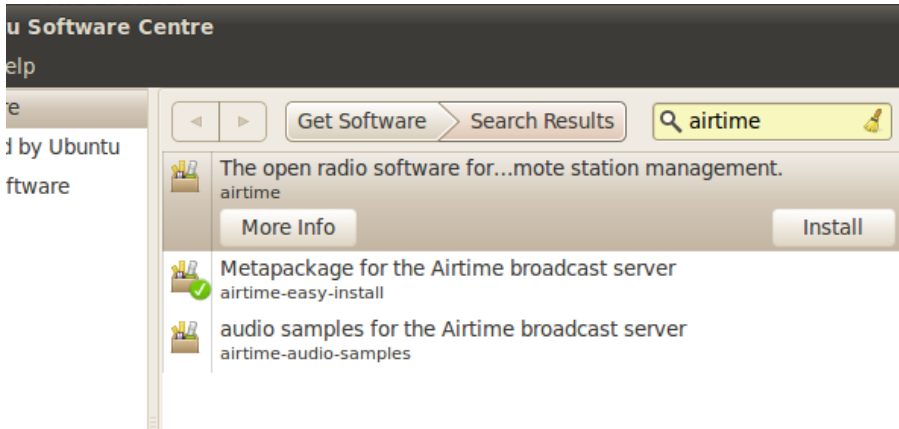 u Software Centre
elp
re
d by Ubuntu
ftware
Get Software
Search Results
airtime
The open radio software for...mote station management.
airtime
More Info
Install
Metapackage for the Airtime broadcast server
airtime-easy-install
audio samples for the Airtime broadcast server
airtime-audio-samples